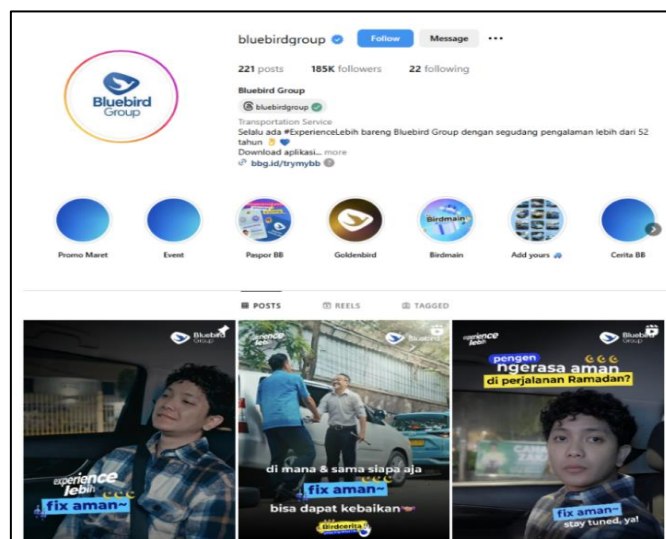 bluebirdgroup
Follow
Message
221 posts
185K followers
22 following
Bluebird
Group
Bluebird Group
bluebirdgroup
Transportation Service
Selalu ada #ExperienceLebih bareng Bluebird Group dengan segudang pengalaman lebih dari 52
tahun
Download aplikasi... more
bbg.id/trymybb
Promo Maret
Event
Paspor BB
Goldenbird
Birdmain
Birdmain
Add yours
Cerita BB
POSTS
REELS
TAGGED
Bluebird
Group
experience
lebih
fix aman~
experience
lebih
Bluebird
di mana & sama siapa aja
fix aman~
bisa dapat kebaikan
Birdcerita
experience
lebih
Bluebird
Group
pengen
ngerasa aman
di perjalanan Ramadan?
fix aman~
stay tuned, ya!